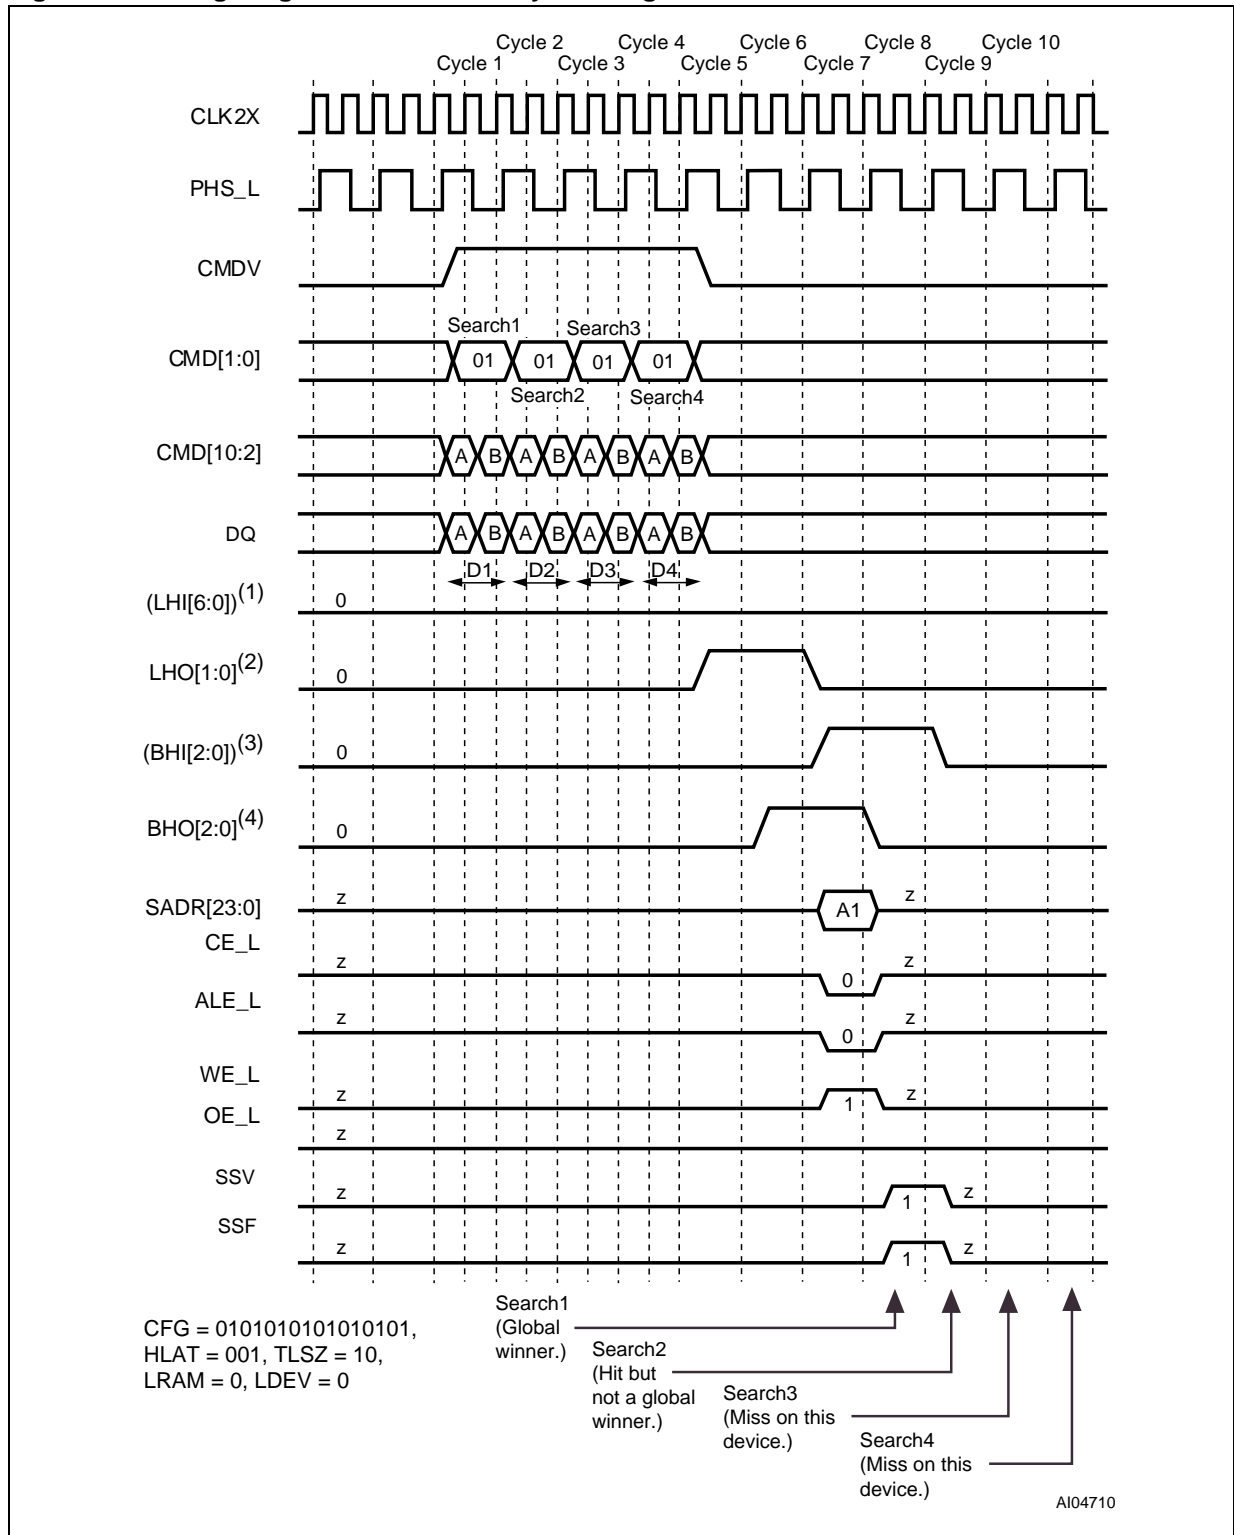 Cycle 2 Cycle 4 Cycle 6 Cycle 8 Cycle 10
Cycle 1 Cycle 3 Cycle 5 Cycle 7 Cycle 9
CLK2X
PHS_L
CMDV
Search1 Search3
CMD[1:0] 01 01 01 01
Search2 Search4
CMD[10:2] A B A B A B A B
DQ A B A B A B A B
D1 D2 D3 D4
(LHI[6:0])(1) 0
LHO[1:0](2) 0
(BHI[2:0])(3) 0
BHO[2:0](4) 0
SADR[23:0] z A1 z
CE_L
z 0 z
ALE_L
z 0 z
WE_L
z 1 z
OE_L
z
SSV
z 1 z
SSF
z 1 z
Search1
(Global
winner.)
CFG = 0101010101010101,
HLAT = 001, TLSZ = 10,
LRAM = 0, LDEV = 0
Search2
(Hit but
not a global
winner.)
Search3
(Miss on this
device.)
Search4
(Miss on this
device.)
AI04710